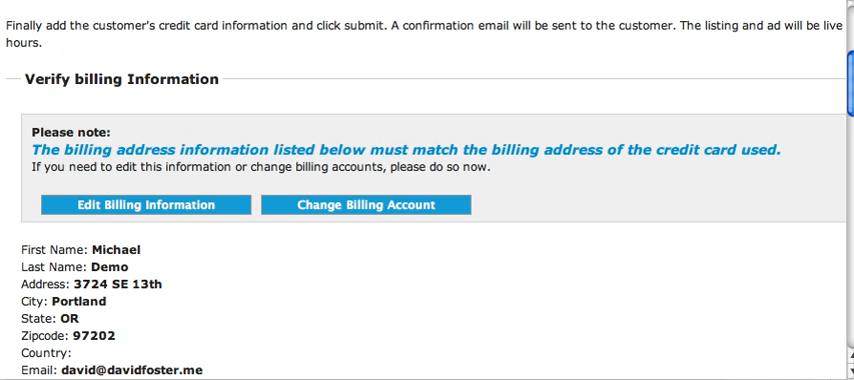 Finally add the customer's credit card information and click submit. A confirmation email will be sent to the customer. The listing and ad will be live
hours.
Verify billing Information
Please note:
The billing address information listed below must match the billing address of the credit card used.
If you need to edit this information or change billing accounts, please do so now.
Edit Billing Information Change Billing Account
First Name: Michael
Last Name: Demo
Address: 3724 SE 13th
City: Portland
State: OR
Zipcode: 97202
Country:
Email: david@davidfoster.me